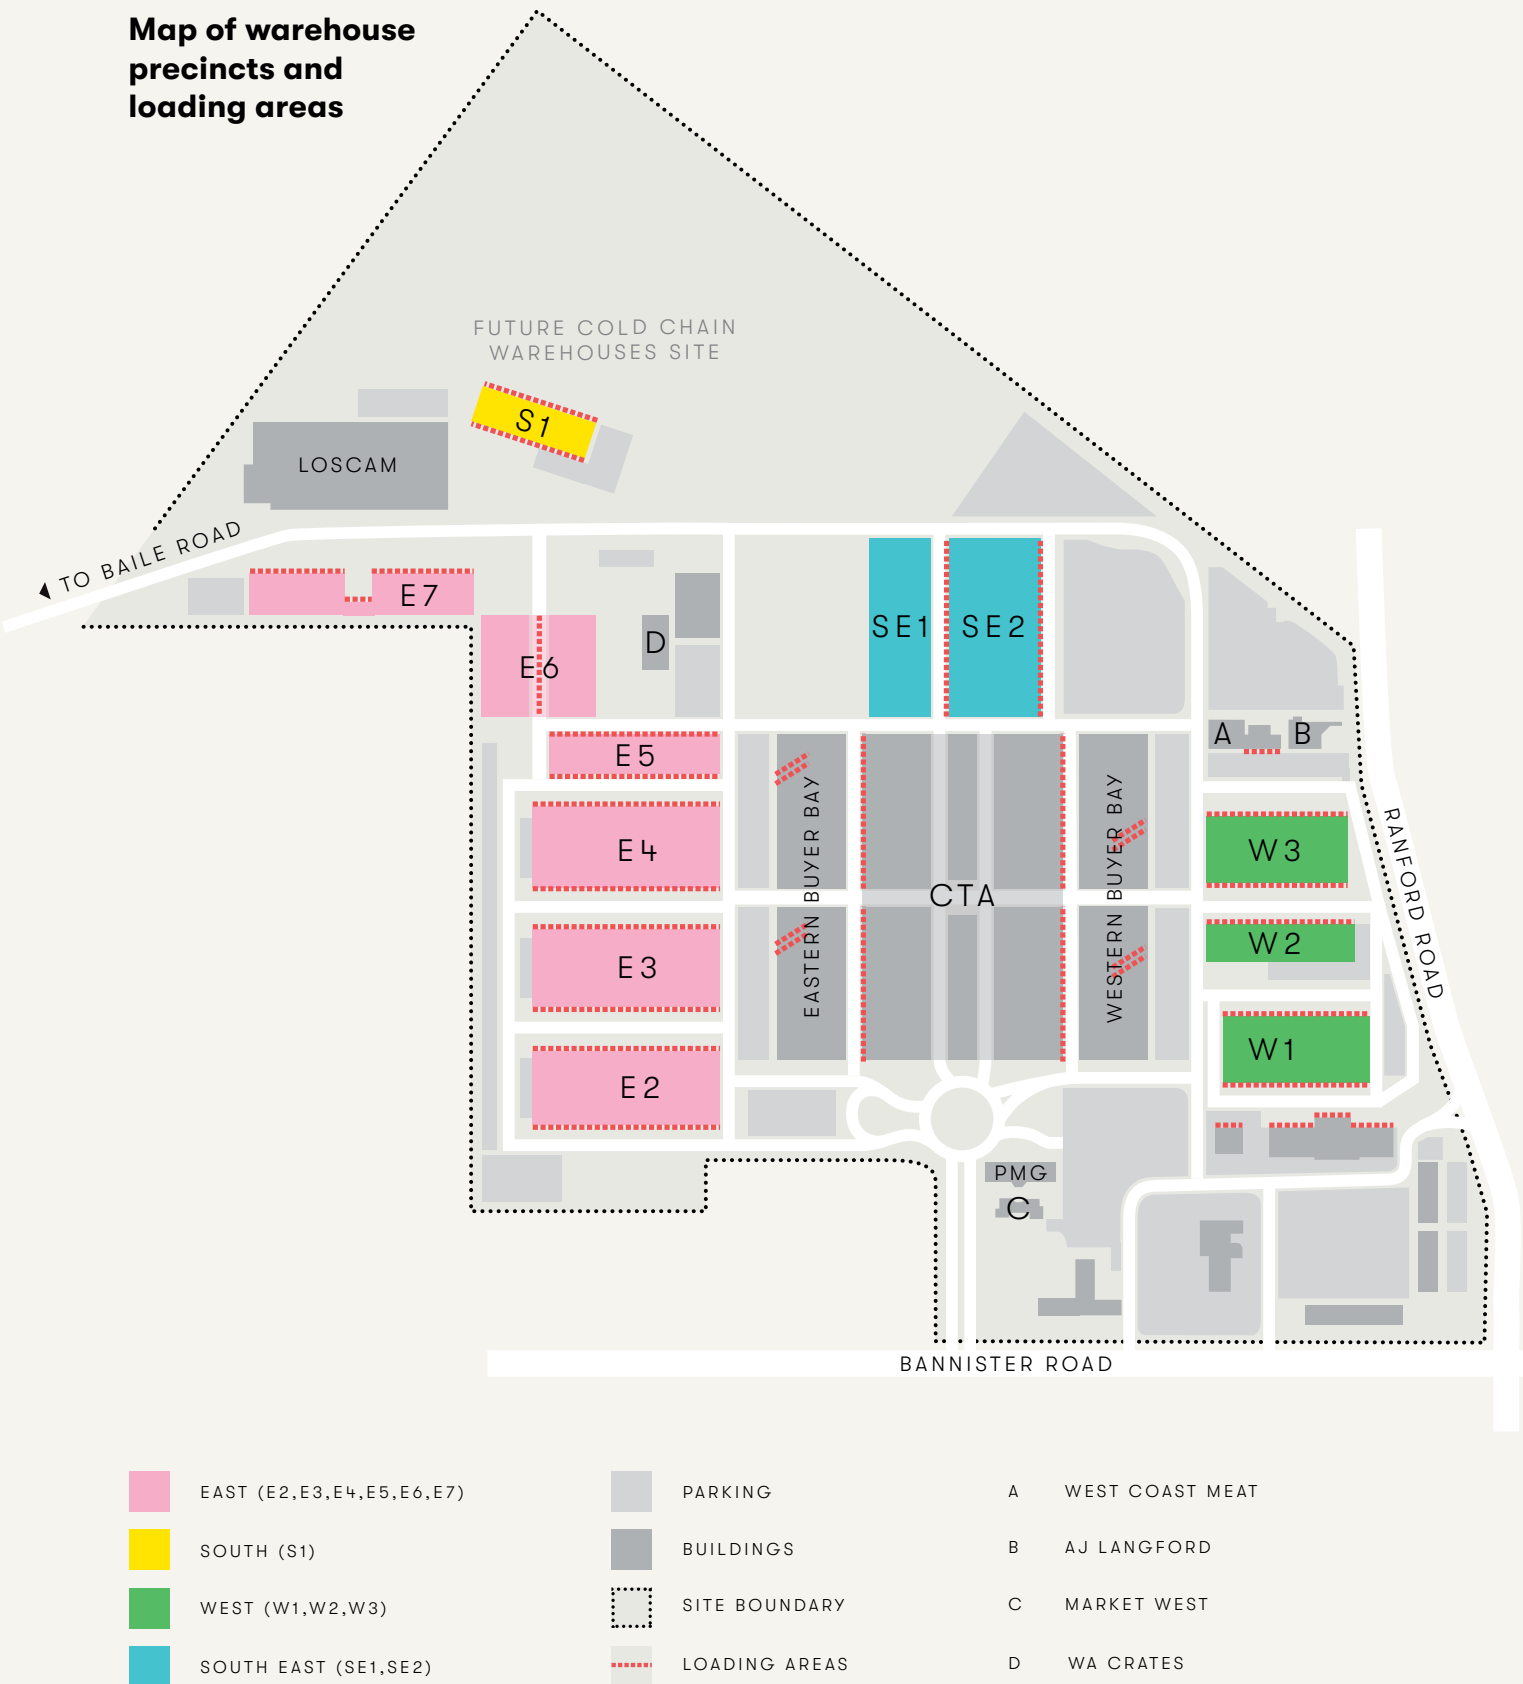 Map of warehouse
precincts and
loading areas
FUTURE COLD CHAIN
WAREHOUSES SITE
S1
LOSCAM
TO BAILE ROAD
E7
SE1
SE2
D
E6
A
B
E5
EASTERN BUYER BAY
WESTERN BUYER BAY
RANFORD ROAD
E4
W3
CTA
W2
E3
W1
E2
PMG
C
BANNISTER ROAD
EAST (E2,E3,E4,E5,E6,E7)
SOUTH (S1)
WEST (W1,W2,W3)
SOUTH EAST (SE1,SE2)
PARKING
BUILDINGS
SITE BOUNDARY
LOADING AREAS
A WEST COAST MEAT
B AJ LANGFORD
C MARKET WEST
D WA CRATES